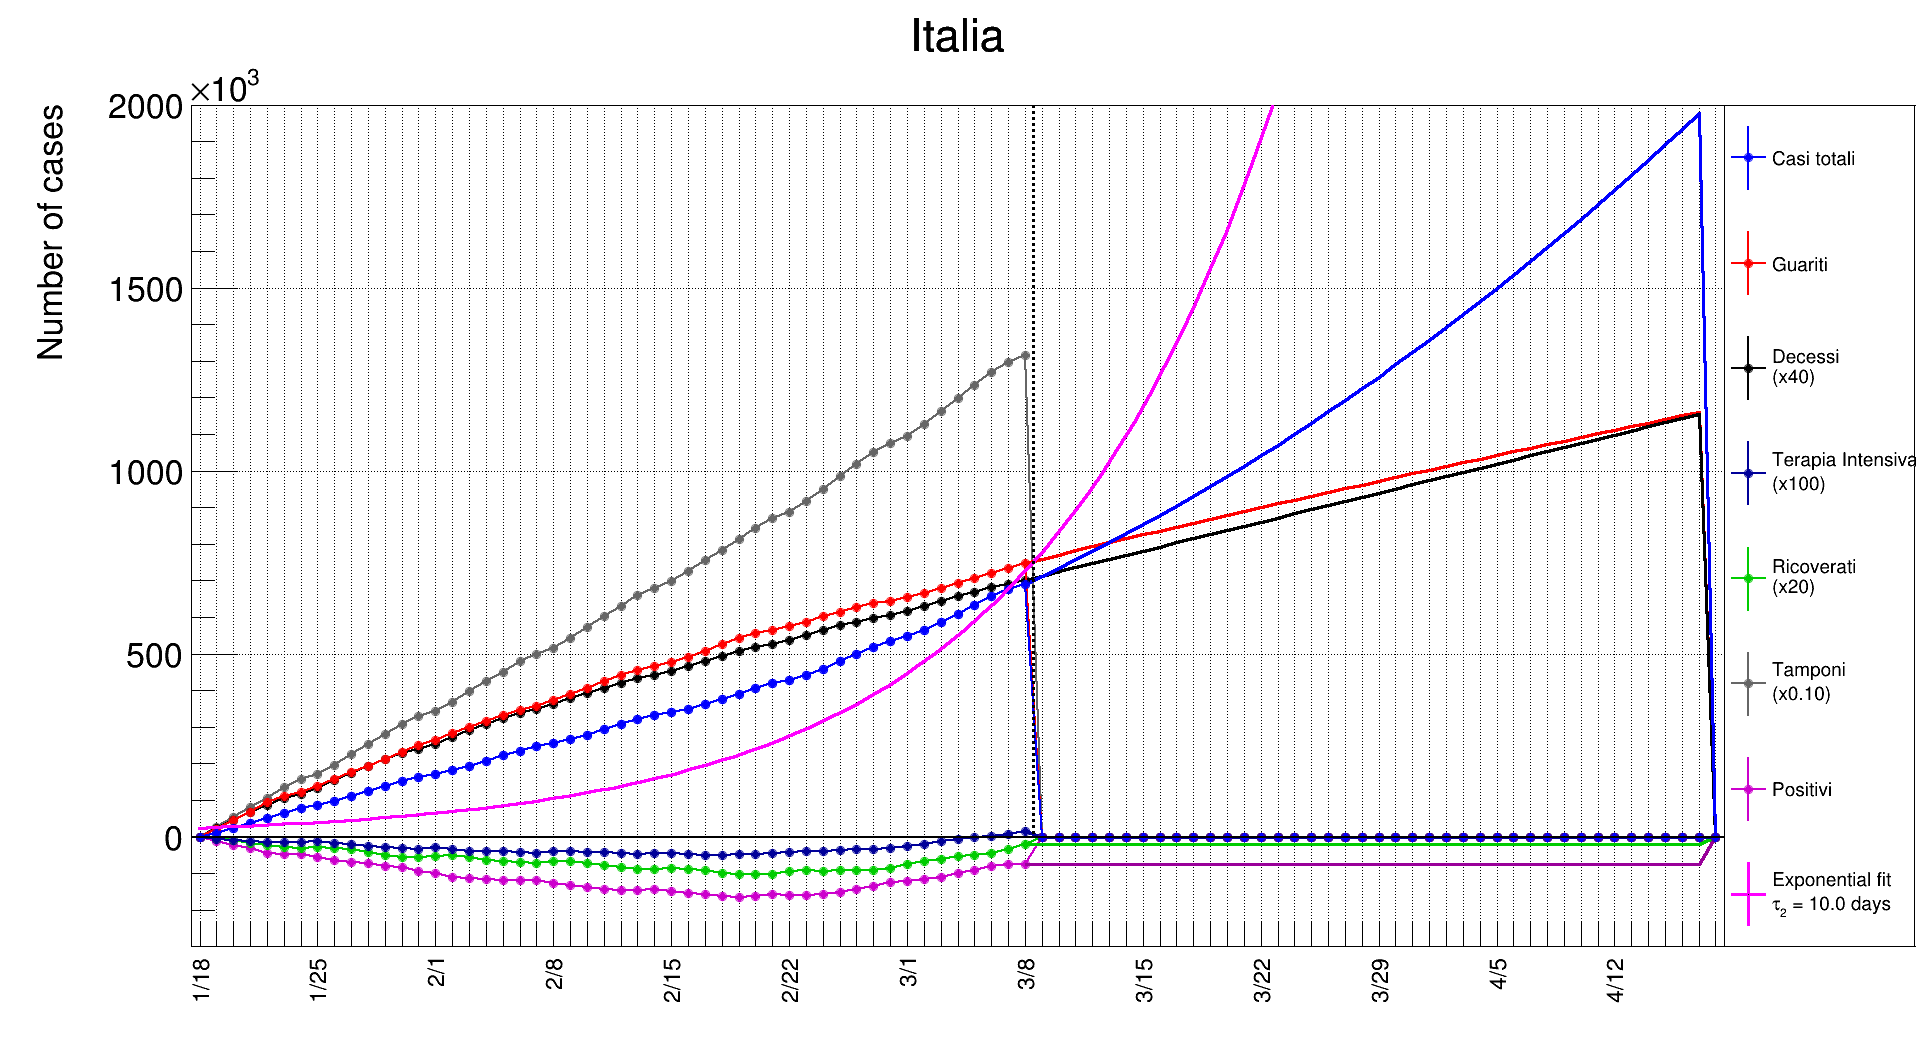 Italia
×10³
Number of cases
2000
1500
1000
500
0
1/18
1/25
2/1
2/8
2/15
2/22
3/1
3/8
3/15
3/22
3/29
4/5
4/12
Casi totali
Guariti
Decessi
(x40)
Terapia Intensiva
(x100)
Ricoverati
(x20)
Tamponi
(x0.10)
Positivi
Exponential fit
τ₂ = 10.0 days